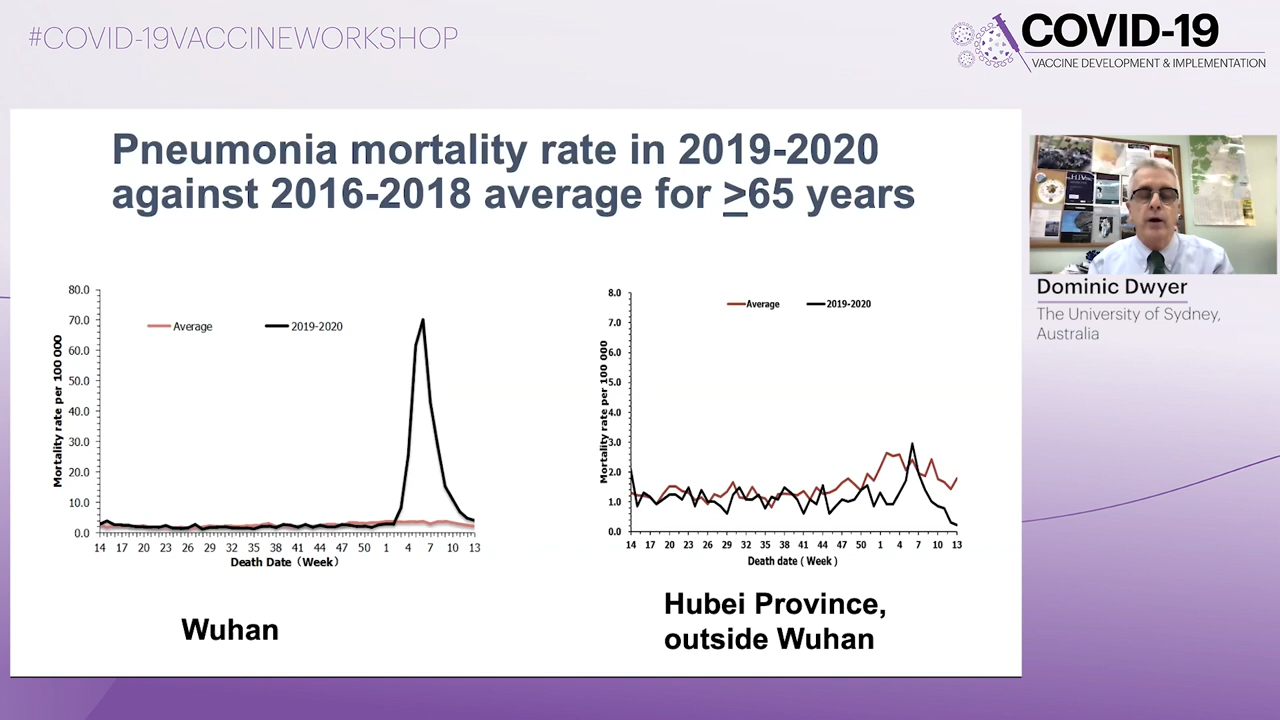 #COVID-19VACCINEWORKSHOP
COVID-19
VACCINE DEVELOPMENT & IMPLEMENTATION
Pneumonia mortality rate in 2019-2020
against 2016-2018 average for ≥65 years
Dominic Dwyer
The University of Sydney,
Australia
80.0
70.0
60.0
50.0
40.0
30.0
20.0
10.0
0.0
Mortality rate per 100 000
Average
2019-2020
14 17 20 23 26 29 32 35 38 41 44 47 50 1 4 7 10 13
Death Date (Week)
Wuhan
8.0
7.0
6.0
5.0
4.0
3.0
2.0
1.0
0.0
Mortality rate per 100 000
Average
2019-2020
14 17 20 23 26 29 32 35 38 41 44 47 50 1 4 7 10 13
Death date ( Week )
Hubei Province,
outside Wuhan
HIV